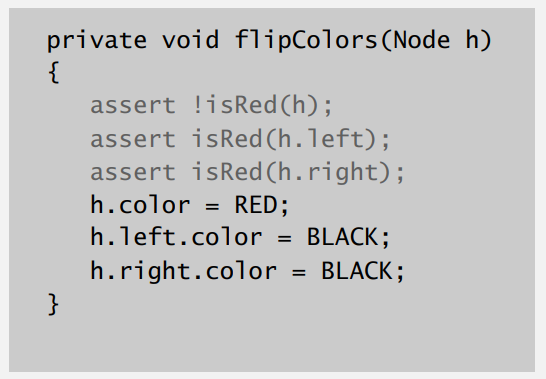 private void flipColors(Node h)
{
assert !isRed(h);
assert isRed(h.left);
assert isRed(h.right);
h.color = RED;
h.left.color = BLACK;
h.right.color = BLACK;
}